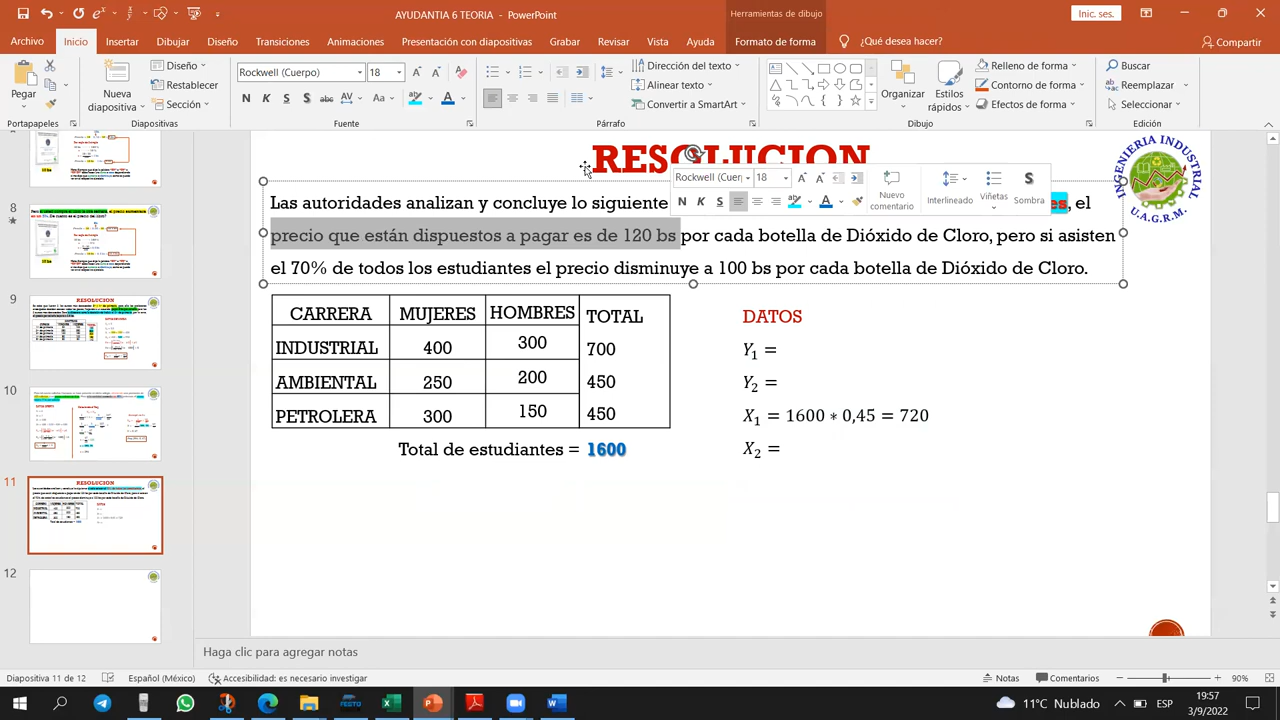 AYUDANTIA 6 TEORIA - PowerPoint
Herramientas de dibujo
Inic. ses.
Archivo Inicio Insertar Dibujar Diseño Transiciones Animaciones Presentación con diapositivas Grabar Revisar Vista Ayuda Formato de forma ¿Qué desea hacer? Compartir
Pegar
Nueva diapositiva
Diseño
Restablecer
Sección
Rockwell (Cuerpo) 18
N K S S abc AV Aa
Dirección del texto
Alinear texto
Convertir a SmartArt
Organizar
Estilos rápidos
Relleno de forma
Contorno de forma
Efectos de forma
Buscar
Reemplazar
Seleccionar
Portapapeles Diapositivas Fuente Párrafo Dibujo Edición
8
9
10
11
12
RESOLUCION
INGENIERIA INDUSTRIAL
U.A.G.R.M.
Rockwell (Cuer 18
N K S
Nuevo comentario
Interlineado
Viñetas
Sombra
Las autoridades analizan y concluye lo siguiente , el
precio que están dispuestos a pagar es de 120 bs por cada botella de Dióxido de Cloro, pero si asisten
el 70% de todos los estudiantes el precio disminuye a 100 bs por cada botella de Dióxido de Cloro.
CARRERA MUJERES HOMBRES TOTAL
INDUSTRIAL 400 300 700
AMBIENTAL 250 200 450
PETROLERA 300 150 450
Total de estudiantes = 1600
DATOS
Y1 =
Y2 =
X1 = 1600 ∗ 0,45 = 720
X2 =
Haga clic para agregar notas
Diapositiva 11 de 12
Español (México)
Accesibilidad: es necesario investigar
Notas
Comentarios
90%
FESTO
11°C Nublado
ESP
19:57
3/9/2022